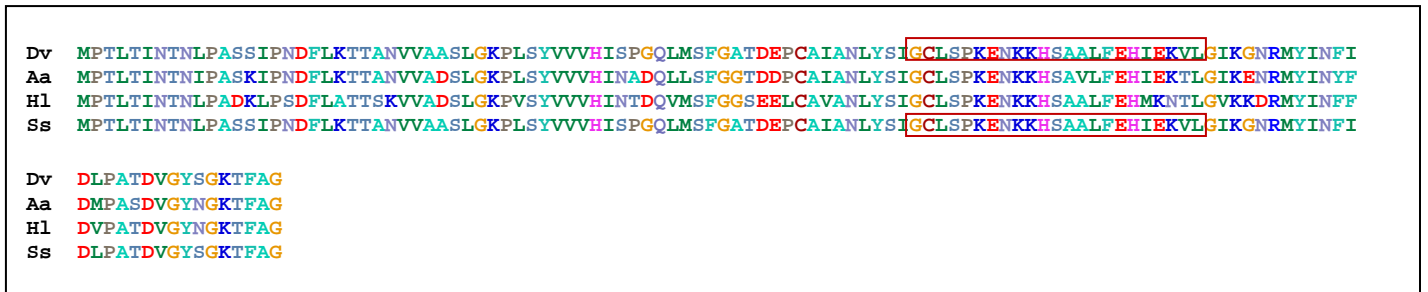 Dv MPTLTINTNLPASSIPNDFLKTTANVVAASLGKPLSYVVVHISPGQLMSFGATDEPCAIANLYSIGCLSPKENKKHSAALFEHIEKVLGIKGNRMYINFI
Aa MPTLTINTNIPASKIPNDFLKTTANVVADSLGKPLSYVVVHINADQLLSFGGTDDPCAIANLYSIGCLSPKENKKHSAVLFEHIEKTLGIKENRMYINYF
Hl MPTLTINTNLPADKLPSDFLATTSKVVADSLGKPVSYVVVHINTDQVMSFGGSEELCAVANLYSIGCLSPKENKKHSAALFEHMKNTLGVKKDRMYINFF
Ss MPTLTINTNLPASSIPNDFLKTTANVVAASLGKPLSYVVVHISPGQLMSFGATDEPCAIANLYSIGCLSPKENKKHSAALFEHIEKVLGIKGNRMYINFI
Dv DLPATDVGYSGKTFAG
Aa DMPASDVGYNGKTFAG
Hl DVPATDVGYNGKTFAG
Ss DLPATDVGYSGKTFAG